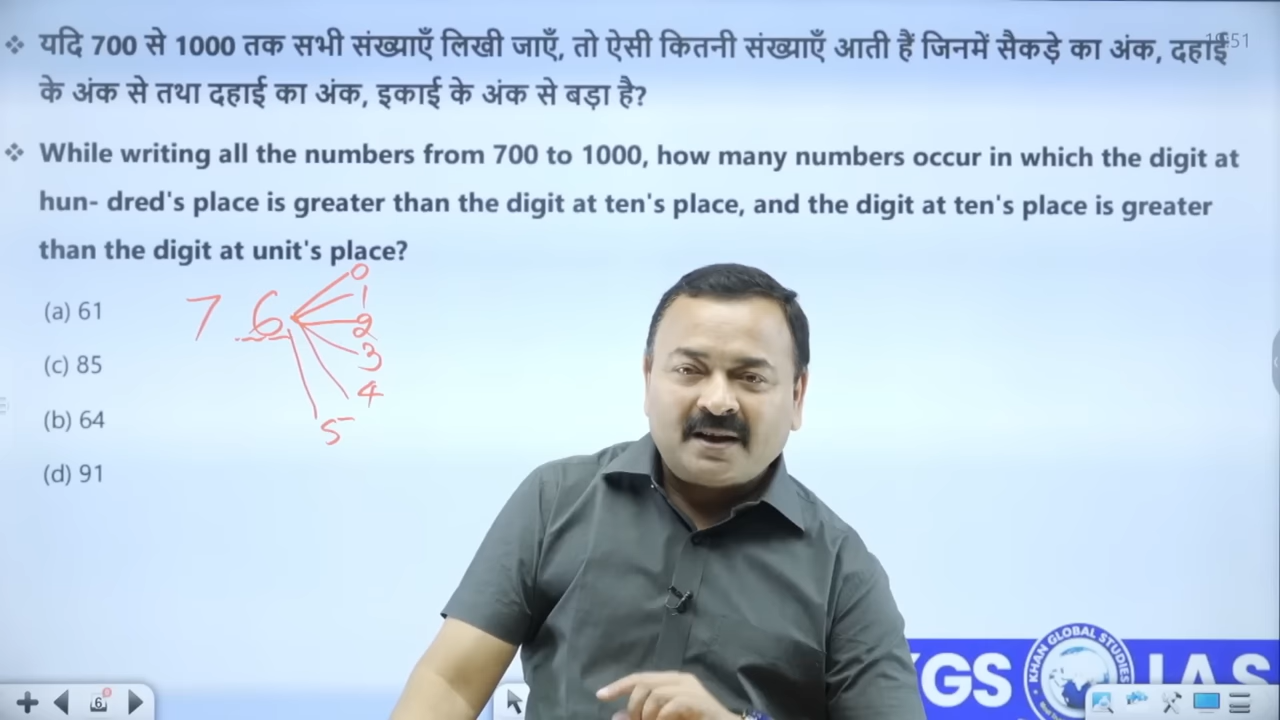 ❖ यदि 700 से 1000 तक सभी संख्याएँ लिखी जाएँ, तो ऐसी कितनी संख्याएँ आती हैं जिनमें सैकड़े का अंक, दहाई
के अंक से तथा दहाई का अंक, इकाई के अंक से बड़ा है?
❖ While writing all the numbers from 700 to 1000, how many numbers occur in which the digit at
hun- dred's place is greater than the digit at ten's place, and the digit at ten's place is greater
than the digit at unit's place?
(a) 61
(c) 85
(b) 64
(d) 91
7 6
0
1
2
3
4
5
KGS
KHAN GLOBAL STUDIES
IAS
6